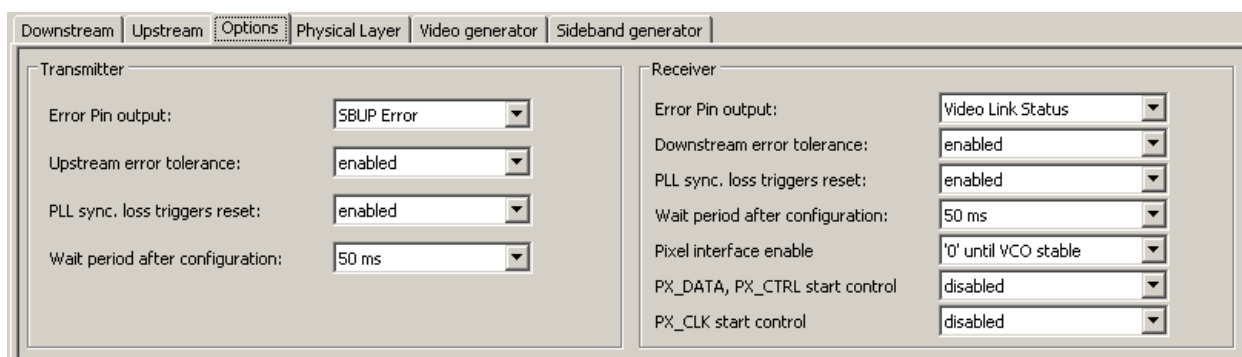 Downstream Upstream Options Physical Layer Video generator Sideband generator
Transmitter
Error Pin output: SBUP Error
Upstream error tolerance: enabled
PLL sync. loss triggers reset: enabled
Wait period after configuration: 50 ms
Receiver
Error Pin output: Video Link Status
Downstream error tolerance: enabled
PLL sync. loss triggers reset: enabled
Wait period after configuration: 50 ms
Pixel interface enable '0' until VCO stable
PX_DATA, PX_CTRL start control disabled
PX_CLK start control disabled